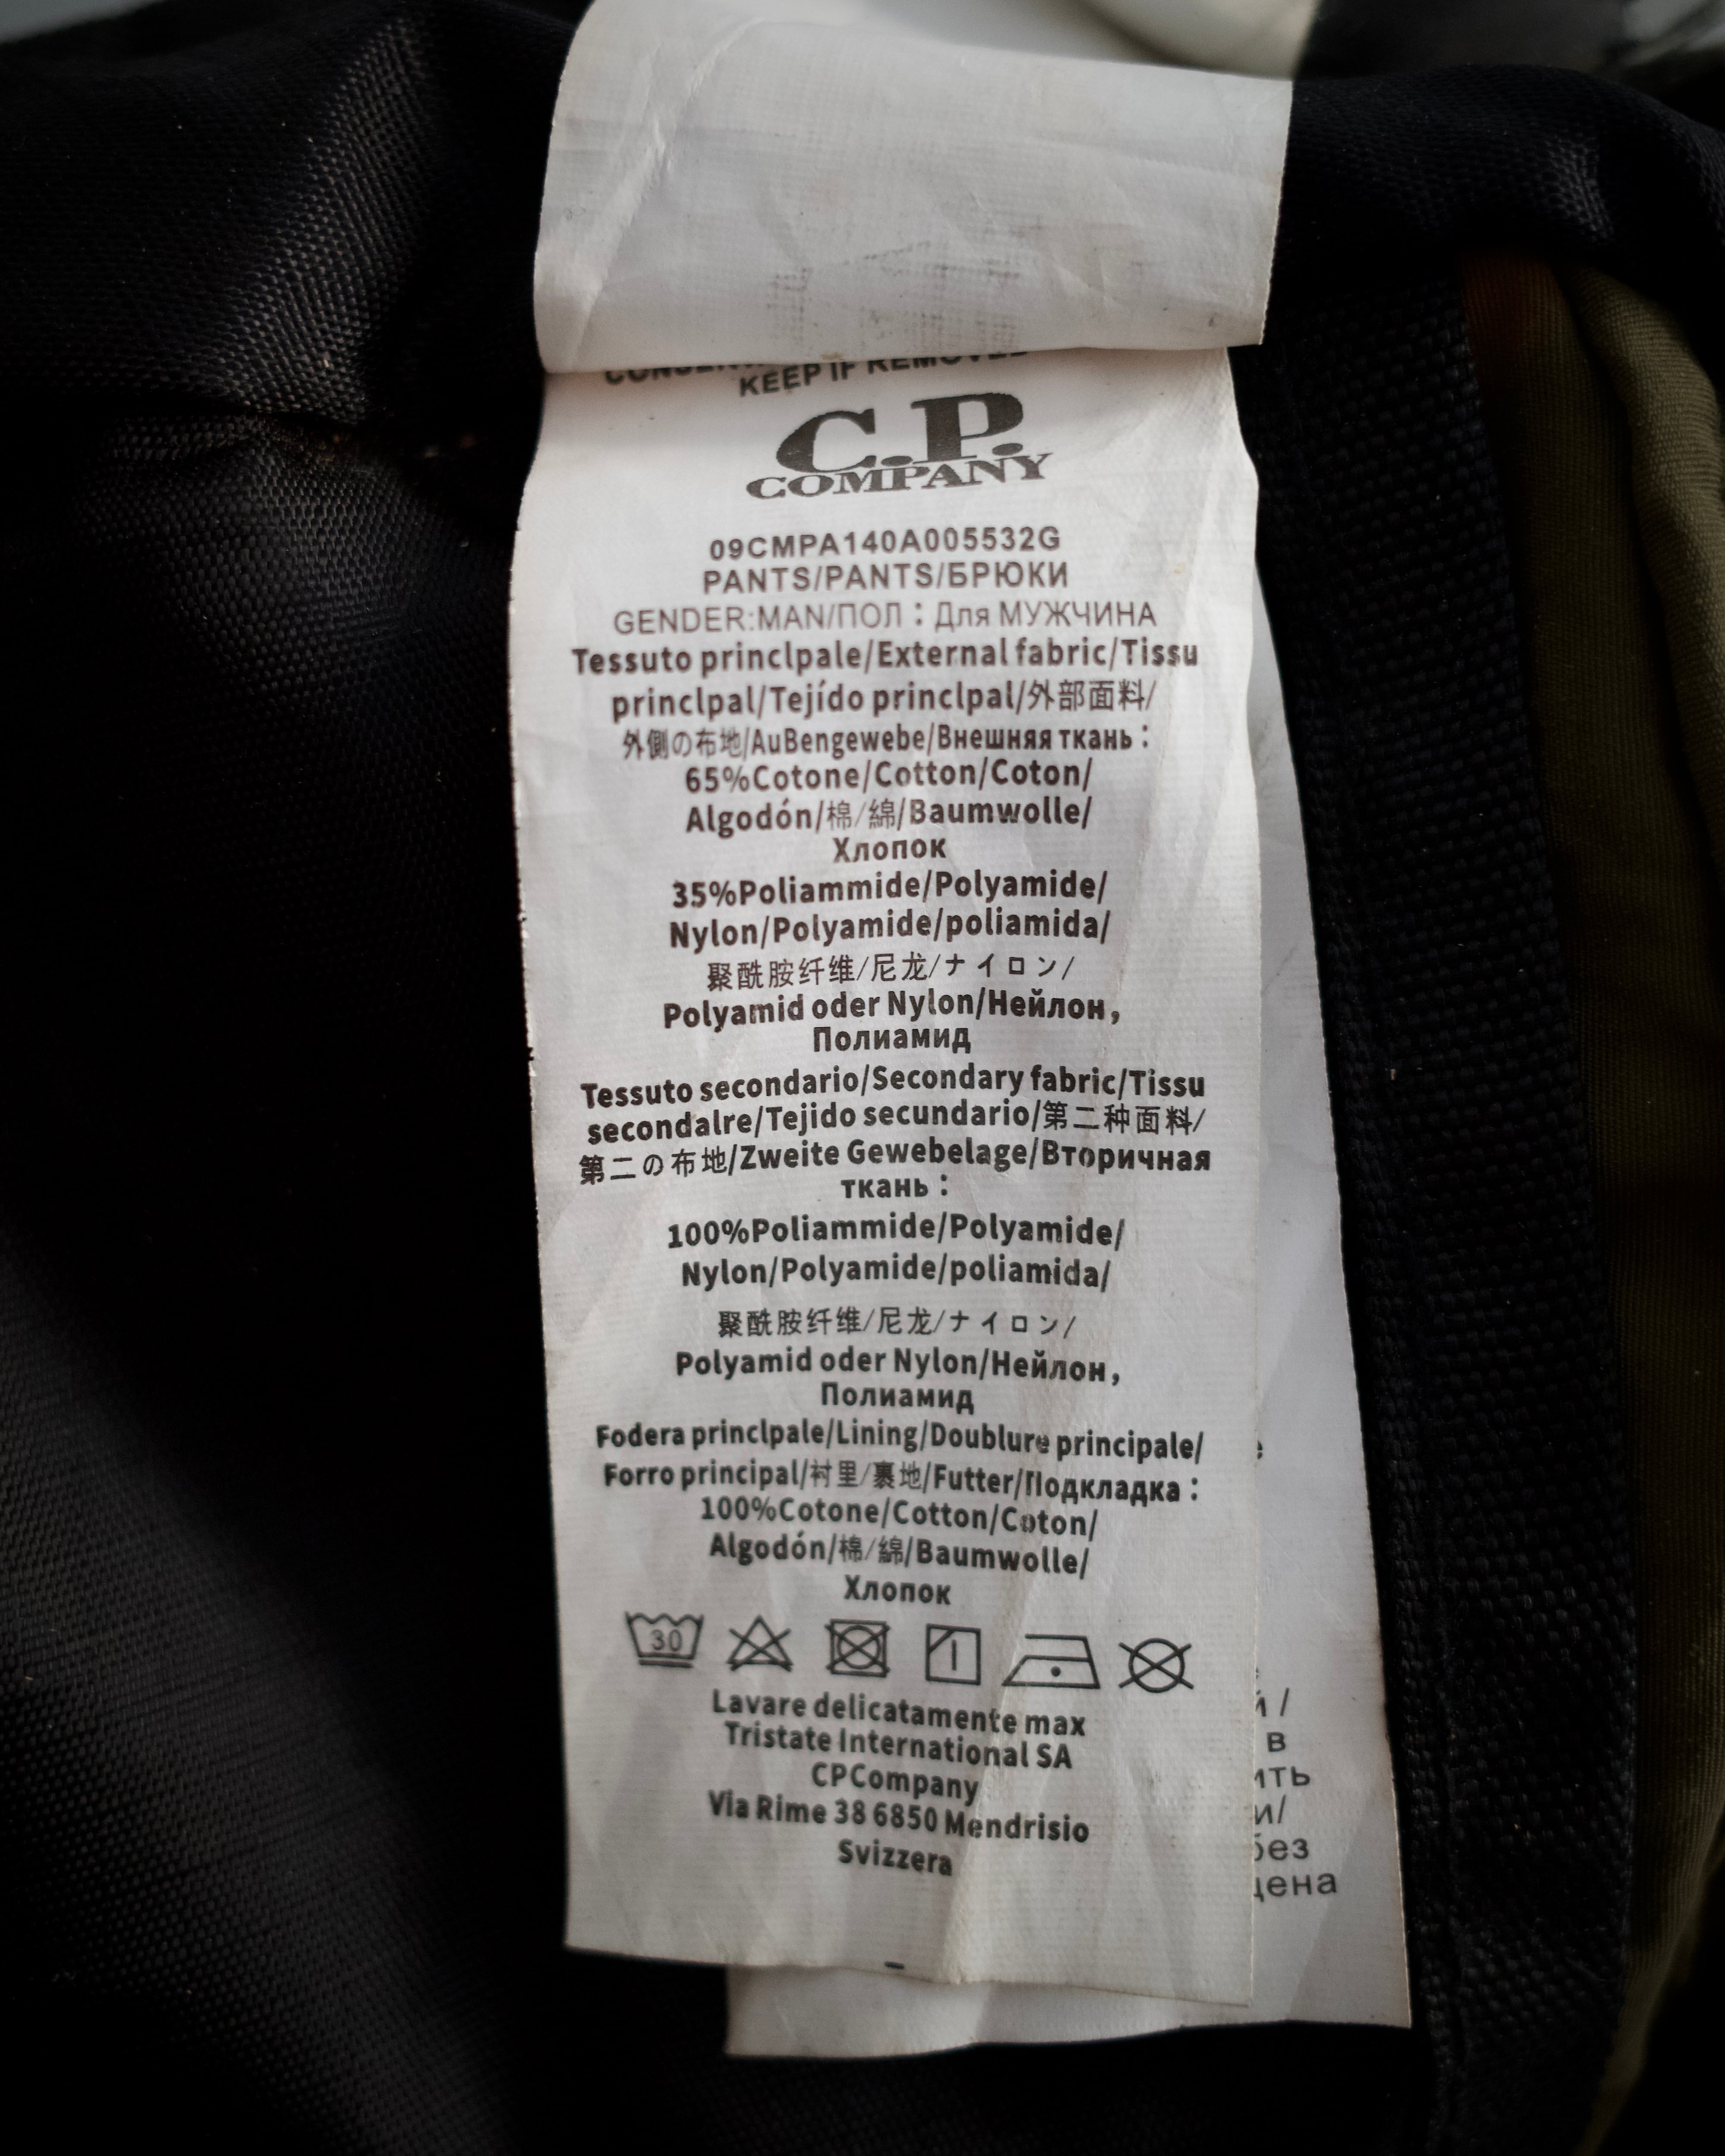 KEEP IF REMOVED
C.P.
COMPANY
09CMPA140A005532G
PANTS/PANTS/БРЮКИ
GENDER:MAN/ПОЛ：Для МУЖЧИНА
Tessuto princlpale/External fabric/Tissu
princlpal/Tejído princlpal/外部面料/
外側の布地/AuBengewebe/Внешняя ткань：
65%Cotone/Cotton/Coton/
Algodón/棉/綿/Baumwolle/
Хлопок
35%Poliammide/Polyamide/
Nylon/Polyamide/poliamida/
聚酰胺纤维/尼龙/ナイロン/
Polyamid oder Nylon/Нейлон，
Полиамид
Tessuto secondario/Secondary fabric/Tissu
secondalre/Tejido secundario/第二种面料/
第二の布地/Zweite Gewebelage/Вторичная
ткань：
100%Poliammide/Polyamide/
Nylon/Polyamide/poliamida/
聚酰胺纤维/尼龙/ナイロン/
Polyamid oder Nylon/Нейлон，
Полиамид
Fodera princlpale/Lining/Doublure principale/
Forro principal/衬里/裏地/Futter/Подкладка：
100%Cotone/Cotton/Coton/
Algodón/棉/綿/Baumwolle/
Хлопок
30
Lavare delicatamente max
Tristate International SA
CPCompany
Via Rime 38 6850 Mendrisio
Svizzera
в
без